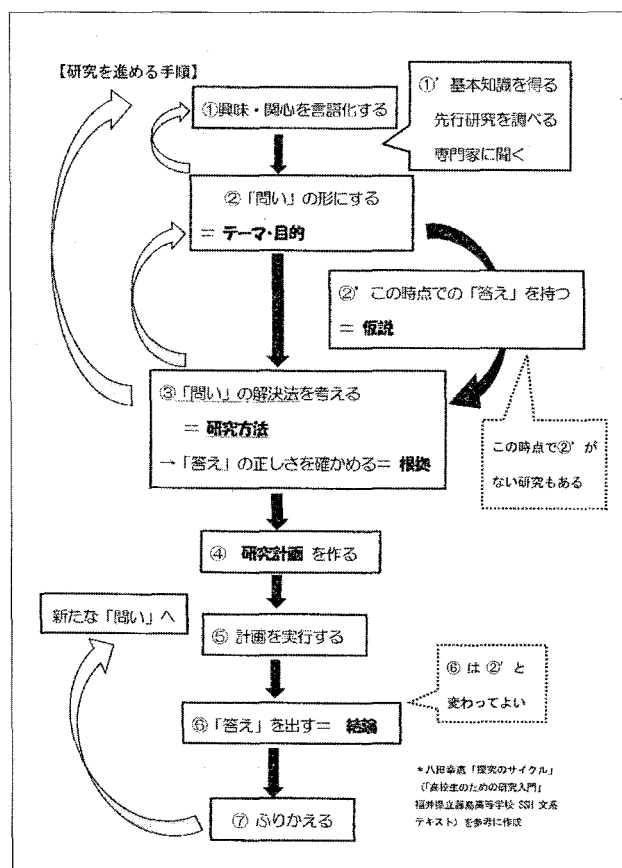 【研究を進める手順】
①興味・関心を言語化する
①’ 基本知識を得る
先行研究を調べる
専門家に聞く
②「問い」の形にする
= テーマ・目的
②’ この時点での「答え」を持つ
= 仮説
③「問い」の解決法を考える
= 研究方法
→「答え」の正しさを確かめる= 根拠
この時点で②’が
ない研究もある
④ 研究計画 を作る
新たな「問い」へ
⑤ 計画を実行する
⑥ は ②’ と
変わってよい
⑥「答え」を出す= 結論
*八田幸恵「探究のサイクル」
(「高校生のための研究入門」
福井県立藤島高等学校 SSH 文系
テキスト) を参考に作成
⑦ ふりかえる